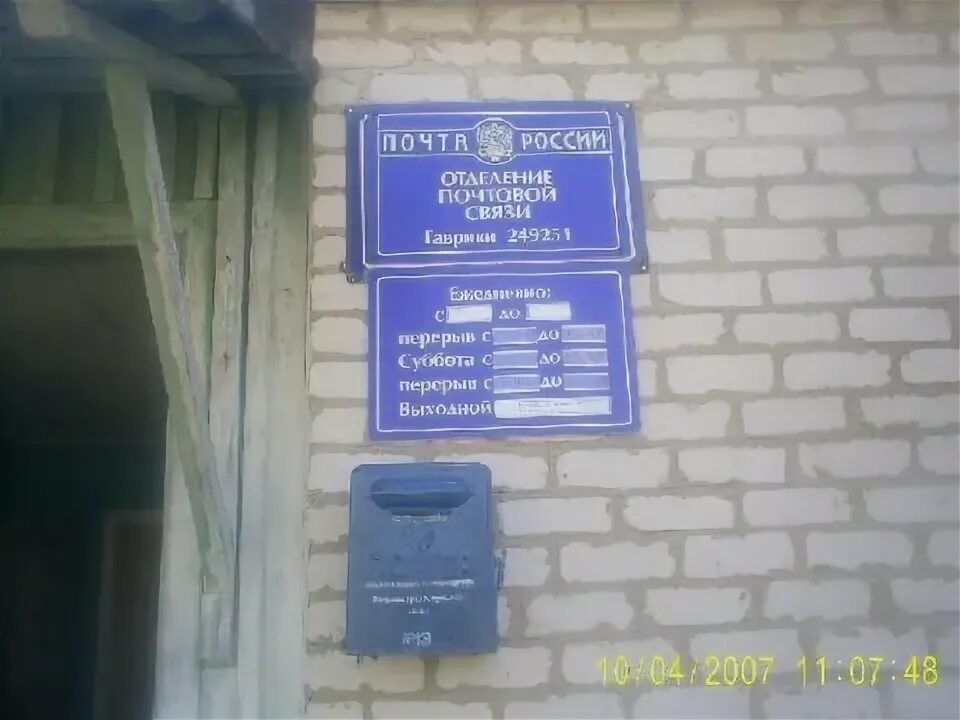 ПОЧТА РОССИИ
ОТДЕЛЕНИЕ
ПОЧТОВОЙ
СВЯЗИ
Гаврики 249251
Ежедневно:
с до
перерыв с до
Суббота с до
перерыв с до
Выходной
10/04/2007 11:07:48